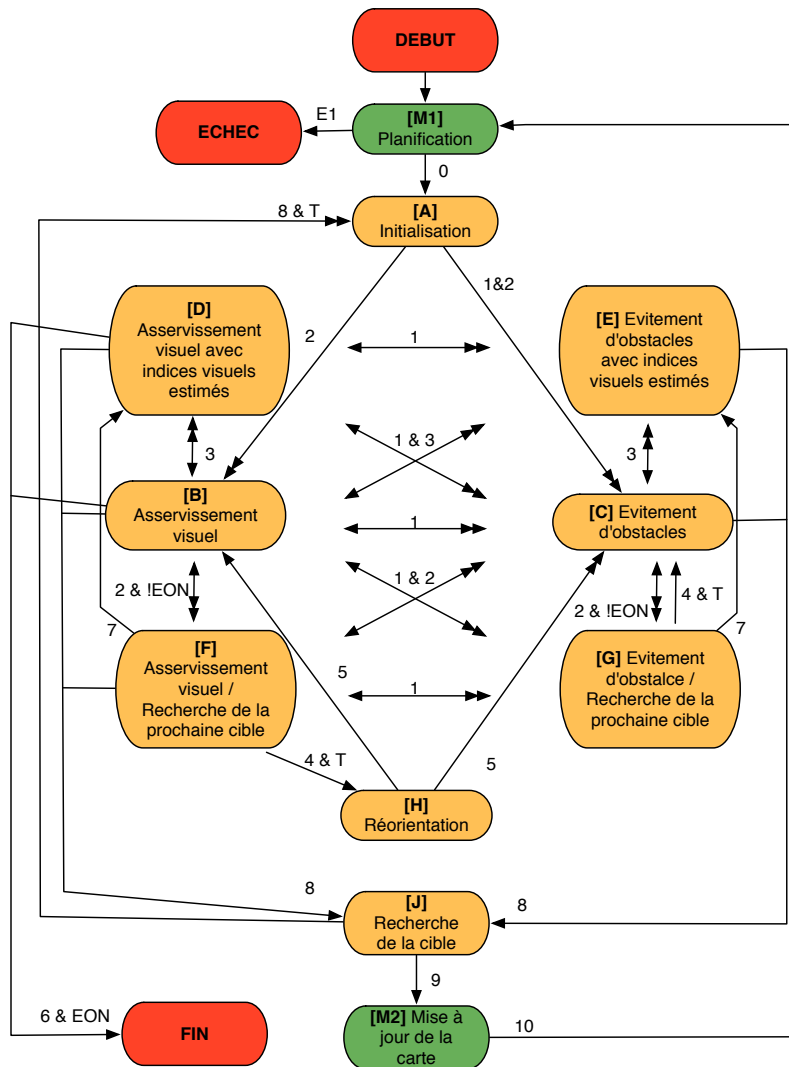 DEBUT
E1
[M1]
Planification
ECHEC
0
8 & T
[A]
Initialisation
1&2
[D]
Asservissement
visuel avec
indices visuels
estimés
2
1
[E] Evitement
d'obstacles
avec indices
visuels estimés
3
1 & 3
3
[B]
Asservissement
visuel
1
[C] Evitement
d'obstacles
2 & !EON
1 & 2
2 & !EON
4 & T
7
7
[F]
Asservissement
visuel /
Recherche de la
prochaine cible
5
1
[G] Evitement
d'obstalce /
Recherche de la
prochaine cible
4 & T
5
[H]
Réorientation
8
[J]
Recherche
de la cible
8
9
6 & EON
FIN
[M2] Mise à
jour de la
carte
10